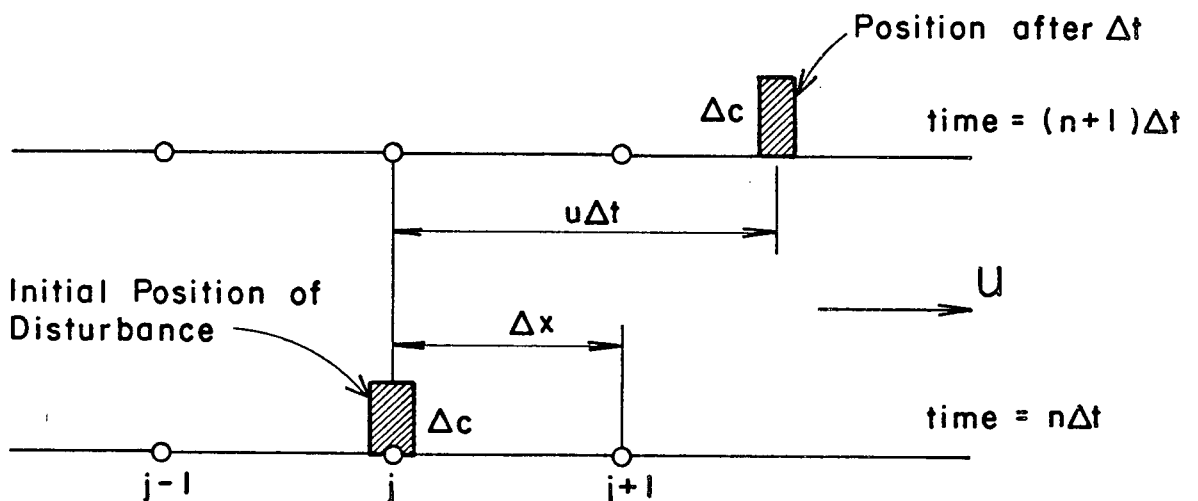 Position after Δt
Δc
time = (n+1)Δt
uΔt
Initial Position of
Disturbance
u
Δx
Δc
time = nΔt
j-1
j
j+1